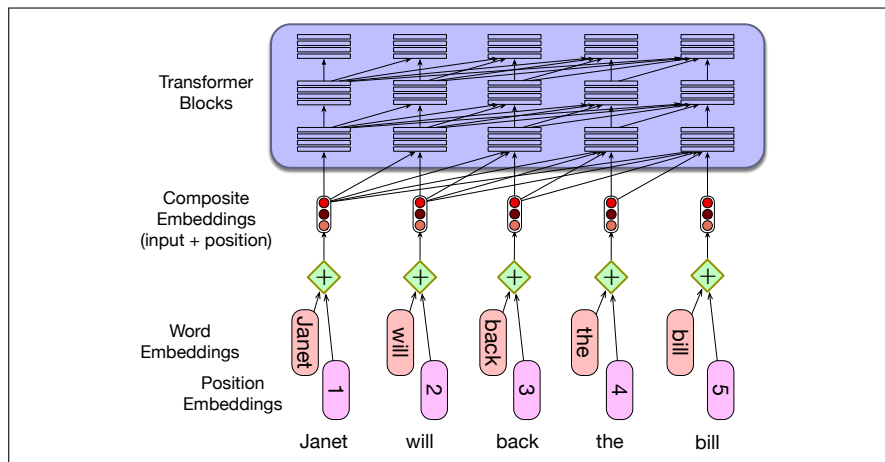 Transformer
Blocks
Composite
Embeddings
(input + position)
+ + + + +
Word
Embeddings
Janet will back the bill
Position
Embeddings
1 2 3 4 5
Janet will back the bill